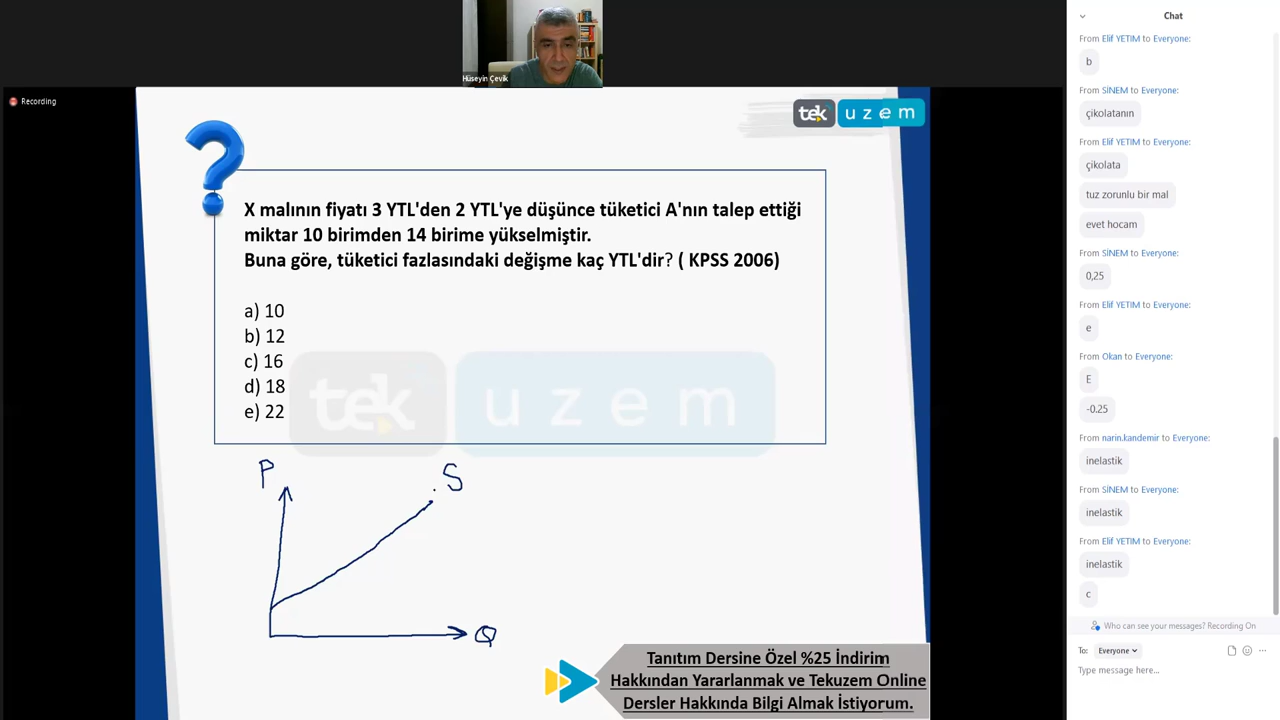 Hüseyin Çevik
Recording
tek uzem
X malının fiyatı 3 YTL'den 2 YTL'ye düşünce tüketici A'nın talep ettiği
miktar 10 birimden 14 birime yükselmiştir.
Buna göre, tüketici fazlasındaki değişme kaç YTL'dir? ( KPSS 2006)
a) 10
b) 12
c) 16
d) 18
e) 22
tek uzem
P
S
Q
Tanıtım Dersine Özel %25 İndirim
Hakkından Yararlanmak ve Tekuzem Online
Dersler Hakkında Bilgi Almak İstiyorum.
Chat
From Elif YETIM to Everyone:
b
From SİNEM to Everyone:
çikolatanın
From Elif YETIM to Everyone:
çikolata
tuz zorunlu bir mal
evet hocam
From SİNEM to Everyone:
0,25
From Elif YETIM to Everyone:
e
From Okan to Everyone:
E
-0.25
From narin.kandemir to Everyone:
inelastik
From SİNEM to Everyone:
inelastik
From Elif YETIM to Everyone:
inelastik
c
Who can see your messages? Recording On
To: Everyone
Type message here...